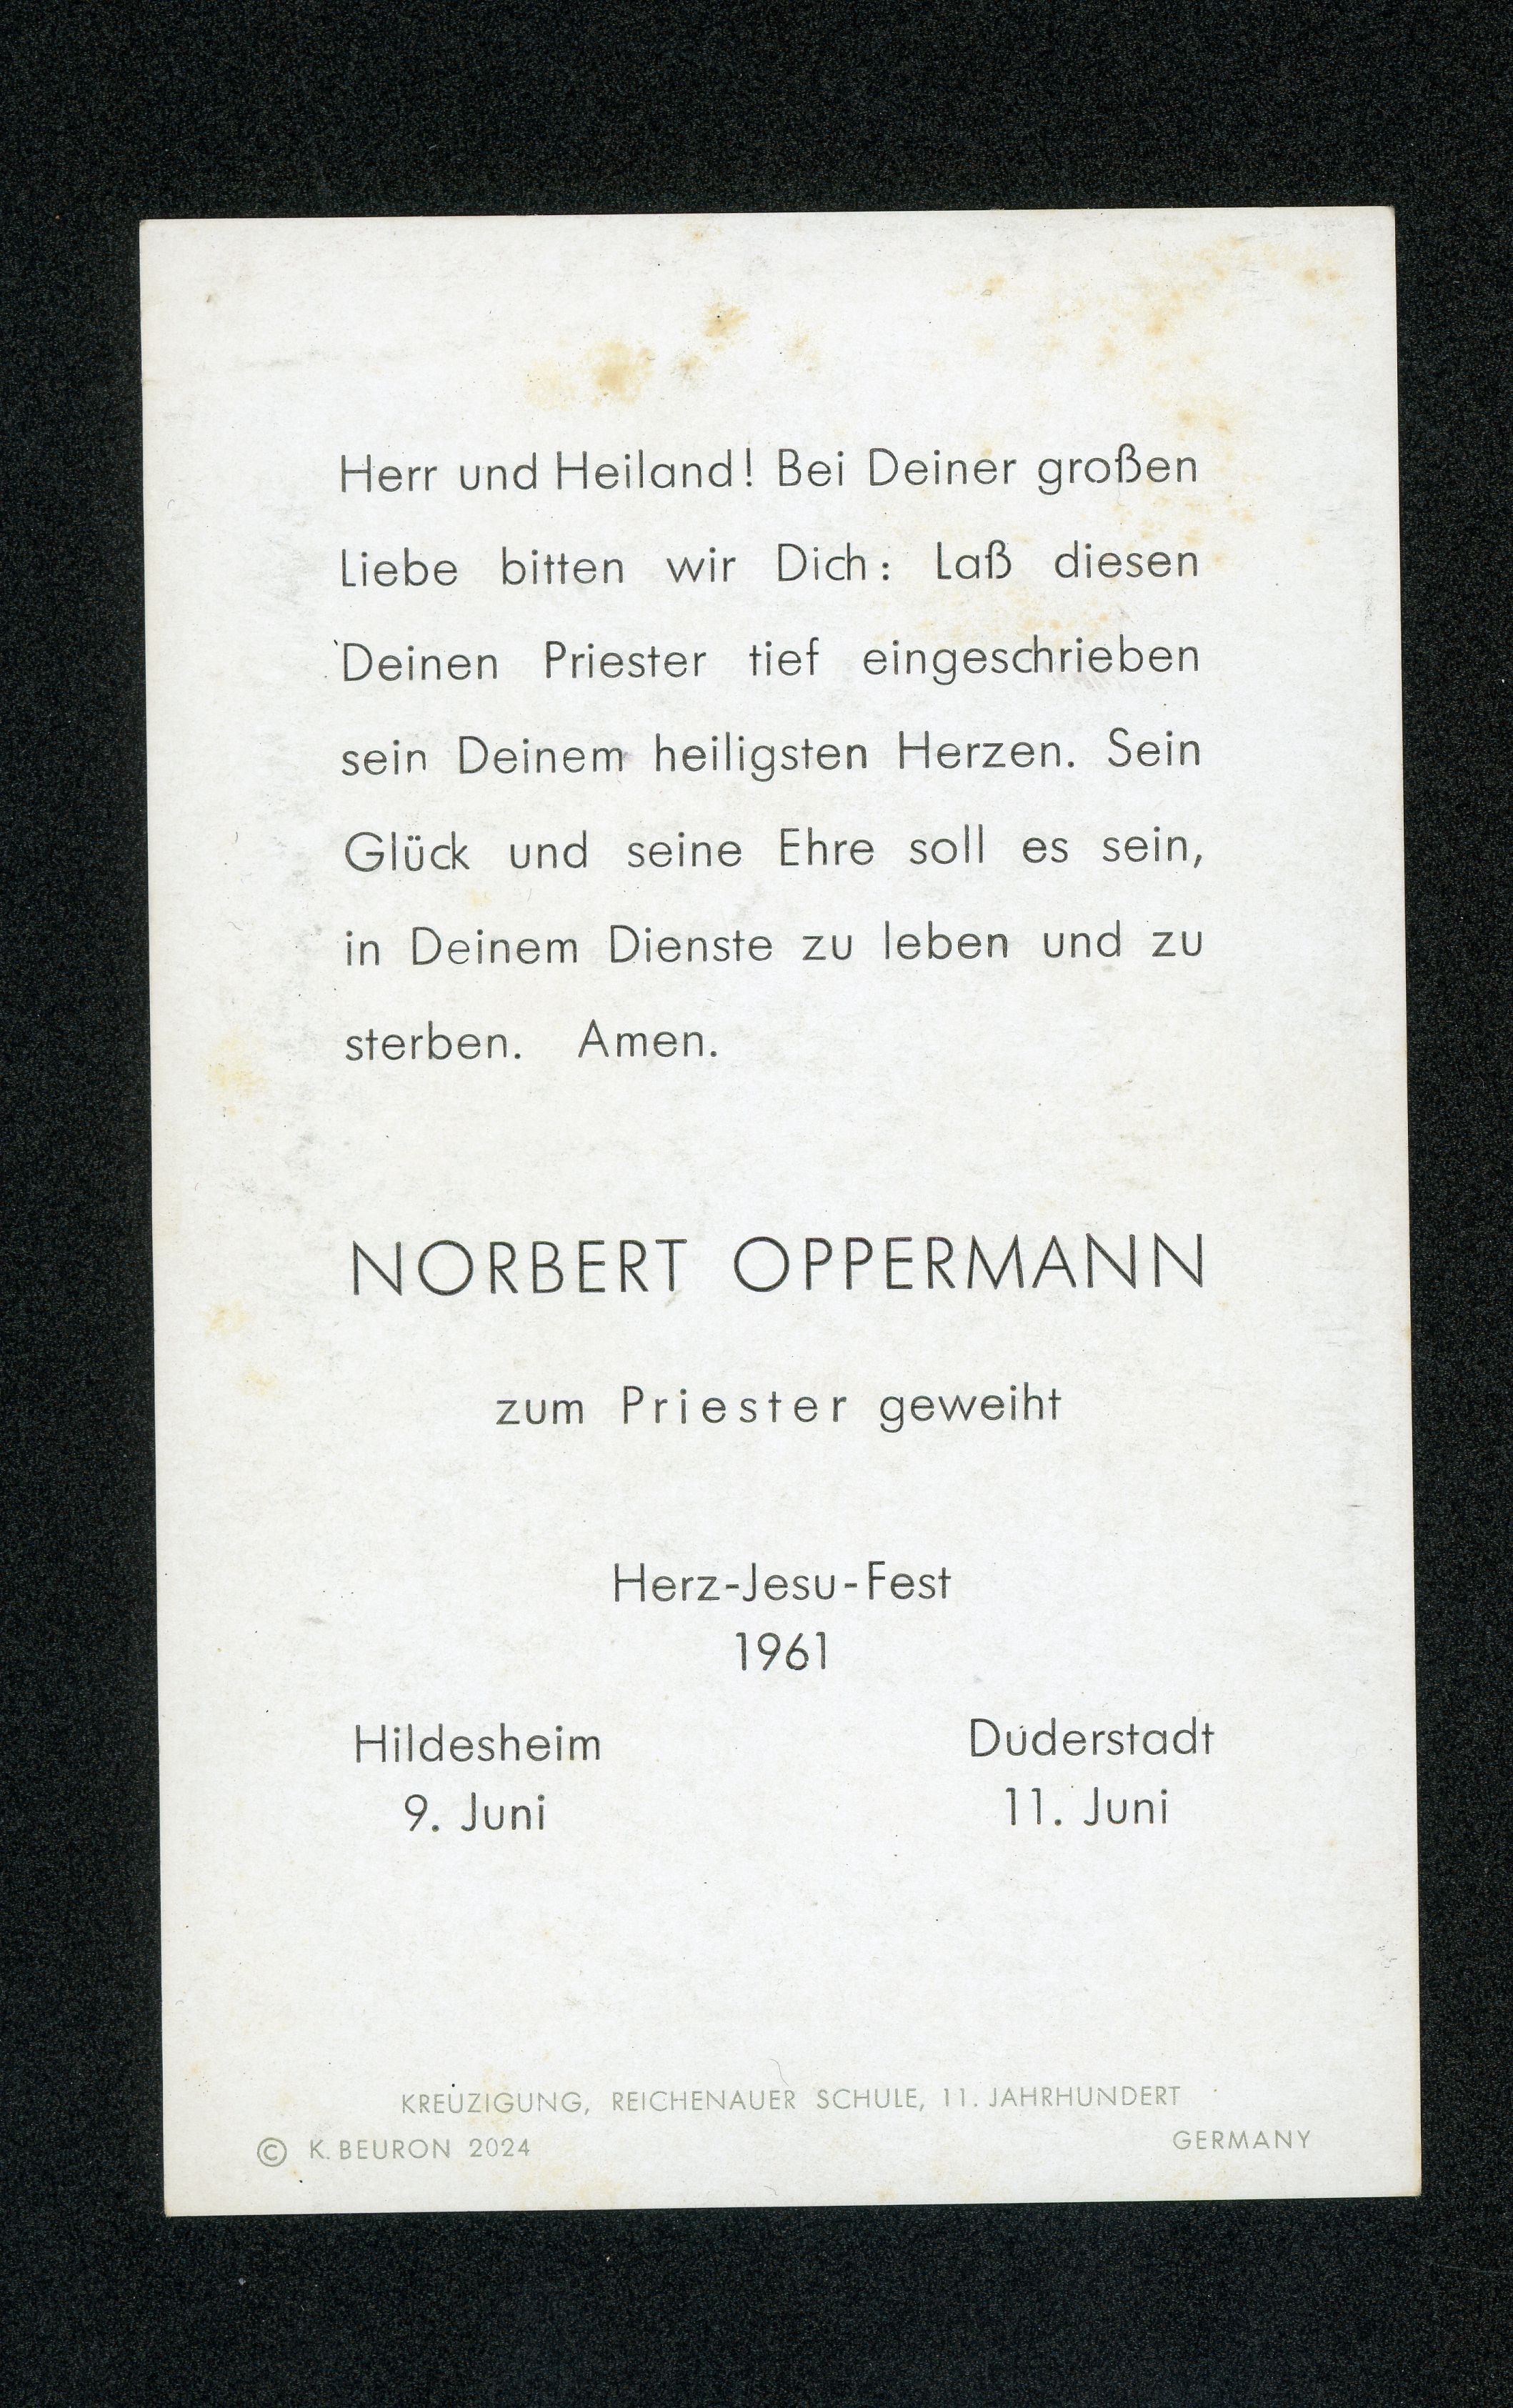 Herr und Heiland! Bei Deiner großen
Liebe bitten wir Dich: Laß diesen
Deinen Priester tief eingeschrieben
sein Deinem heiligsten Herzen. Sein
Glück und seine Ehre soll es sein,
in Deinem Dienste zu leben und zu
sterben. Amen.
NORBERT OPPERMANN
zum Priester geweiht
Herz-Jesu-Fest
1961
Hildesheim
9. Juni
Duderstadt
11. Juni
KREUZIGUNG, REICHENAUER SCHULE, 11. JAHRHUNDERT
© K. BEURON 2024
GERMANY